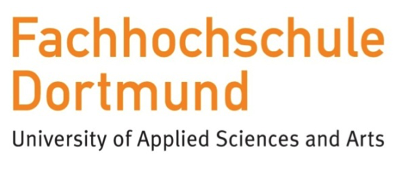 Fachhochschule
Dortmund
University of Applied Sciences and Arts